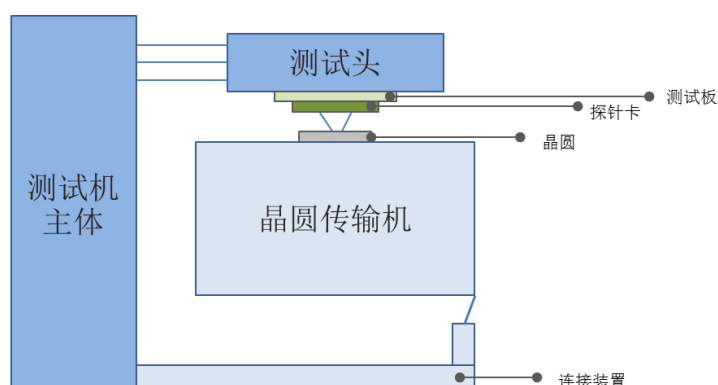 测试头
测试板
探针卡
晶圆
测试机
主体
晶圆传输机
连接装置